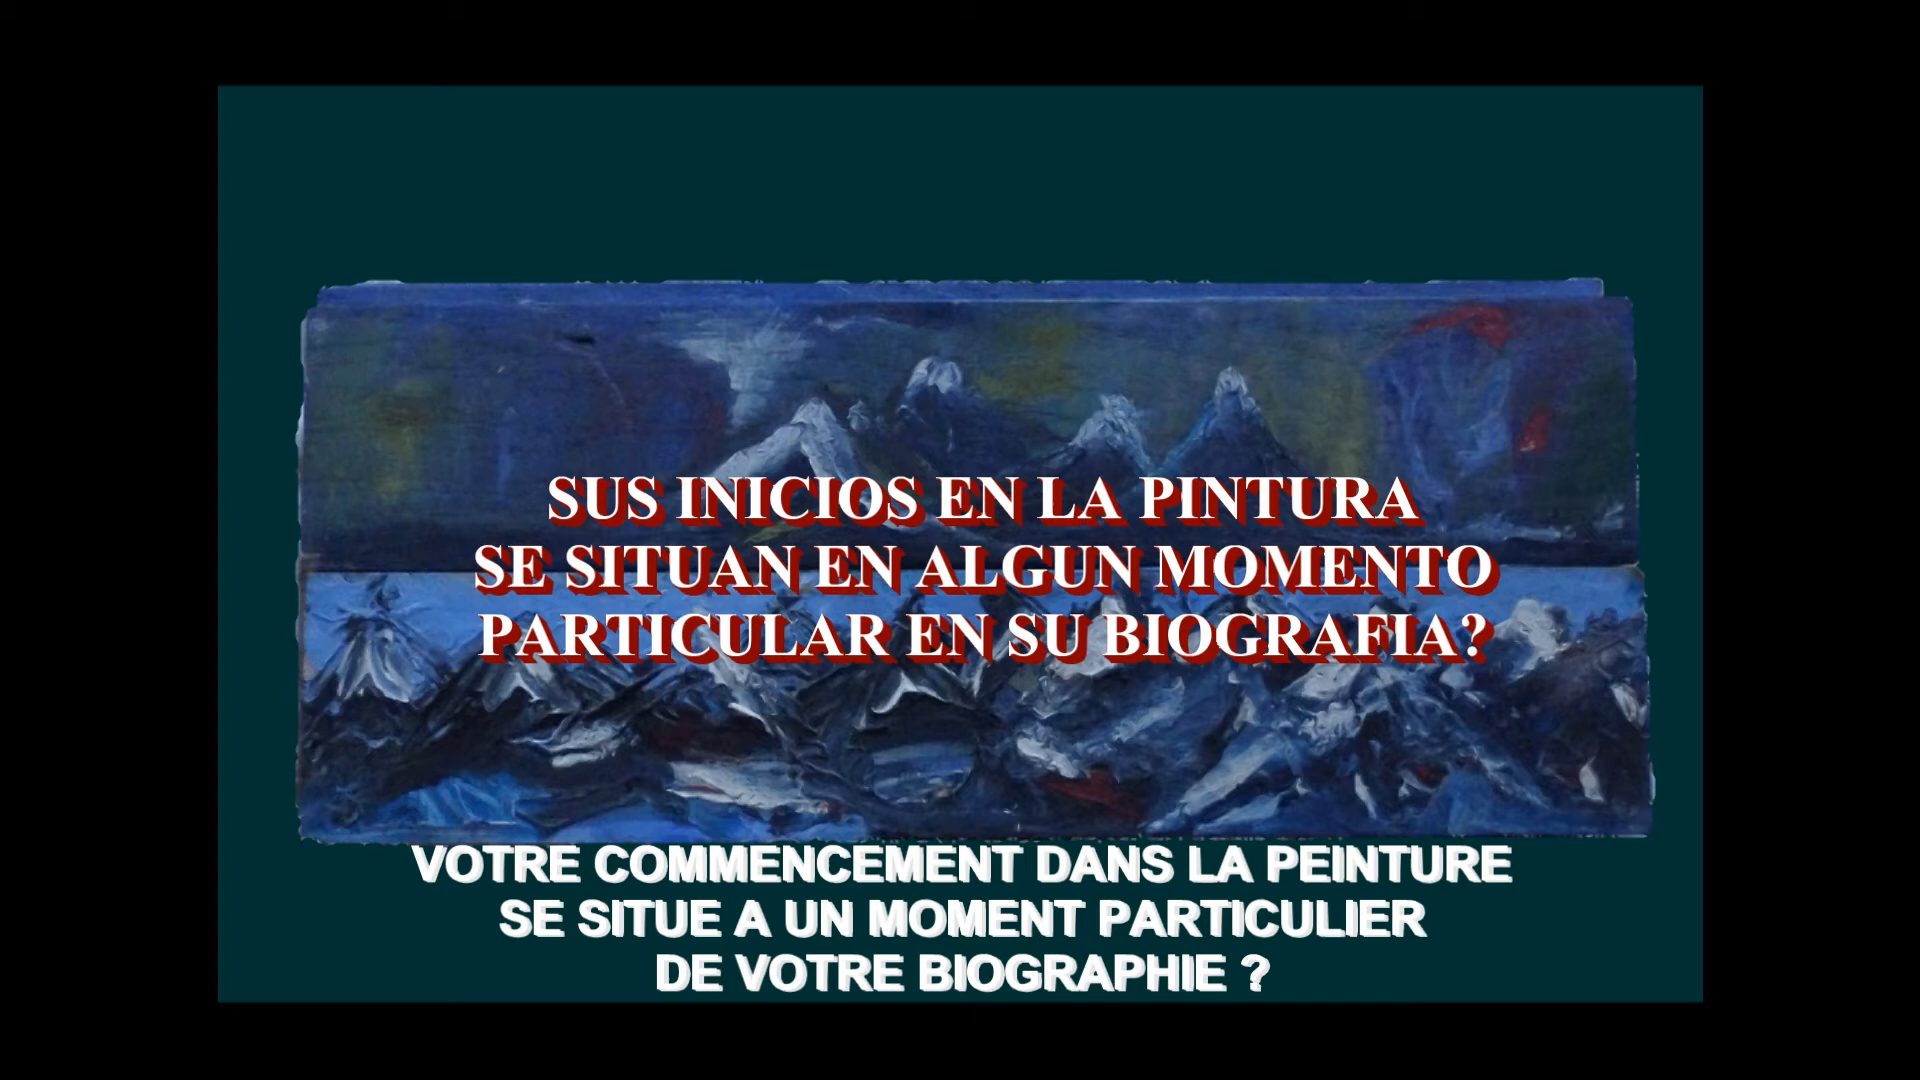 SUS INICIOS EN LA PINTURA
SE SITUAN EN ALGUN MOMENTO
PARTICULAR EN SU BIOGRAFIA?
VOTRE COMMENCEMENT DANS LA PEINTURE
SE SITUE A UN MOMENT PARTICULIER
DE VOTRE BIOGRAPHIE ?